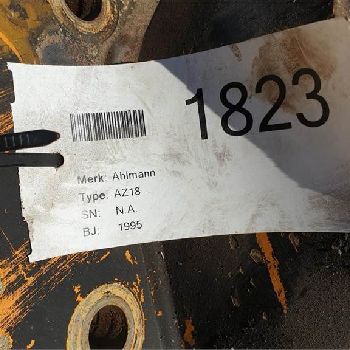 1823
Merk: Ahlmann
Type: AZ18
SN: N.A.
BJ: 1995